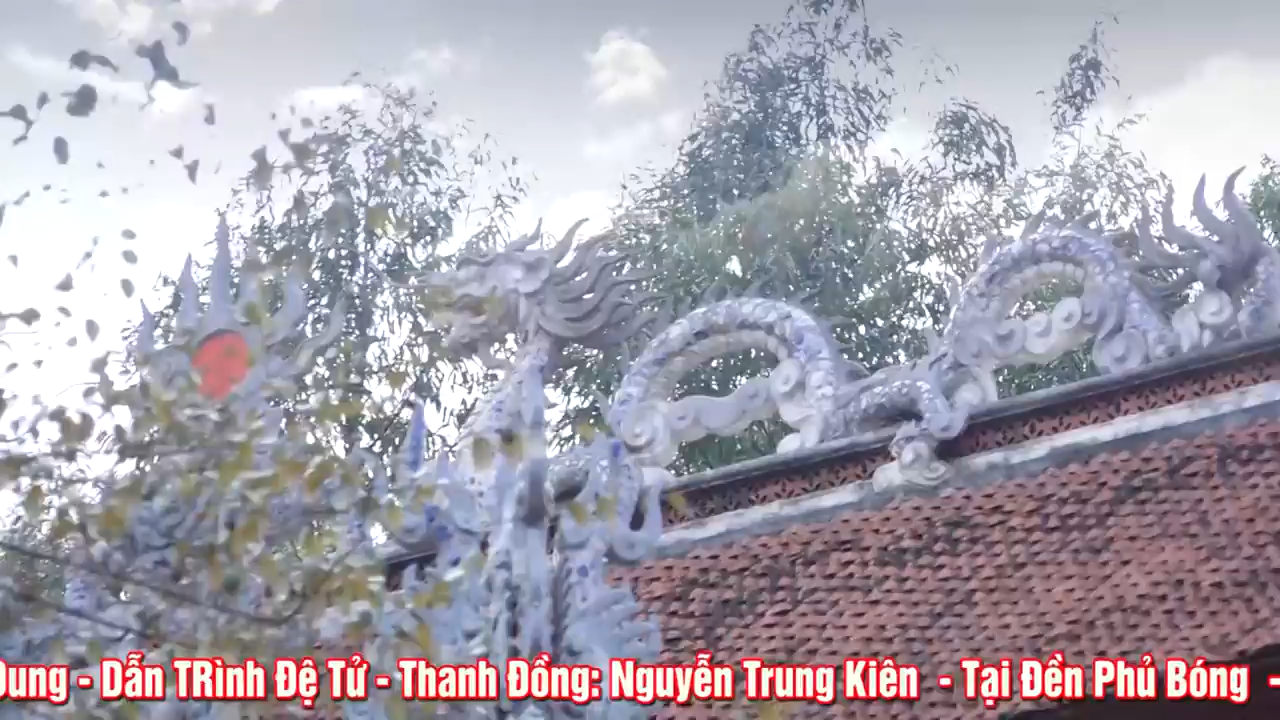 Dung - Dẫn TRình Đệ Tử - Thanh Đồng: Nguyễn Trung Kiên - Tại Đền Phủ Bóng -